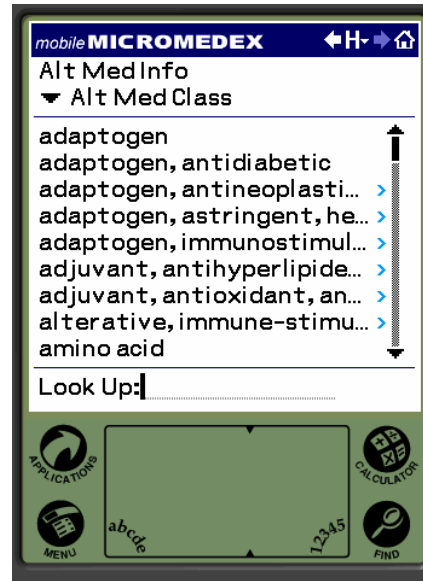 mobile MICROMEDEX H
Alt Med Info
Alt Med Class
adaptogen
adaptogen, antidiabetic
adaptogen, antineoplasti... >
adaptogen, astringent, he... >
adaptogen, immunostimul... >
adjuvant, antihyperlipide... >
adjuvant, antioxidant, an... >
alterative, immune-stimu... >
amino acid
Look Up:
APPLICATIONS
CALCULATOR
MENU
abcde
12345
FIND